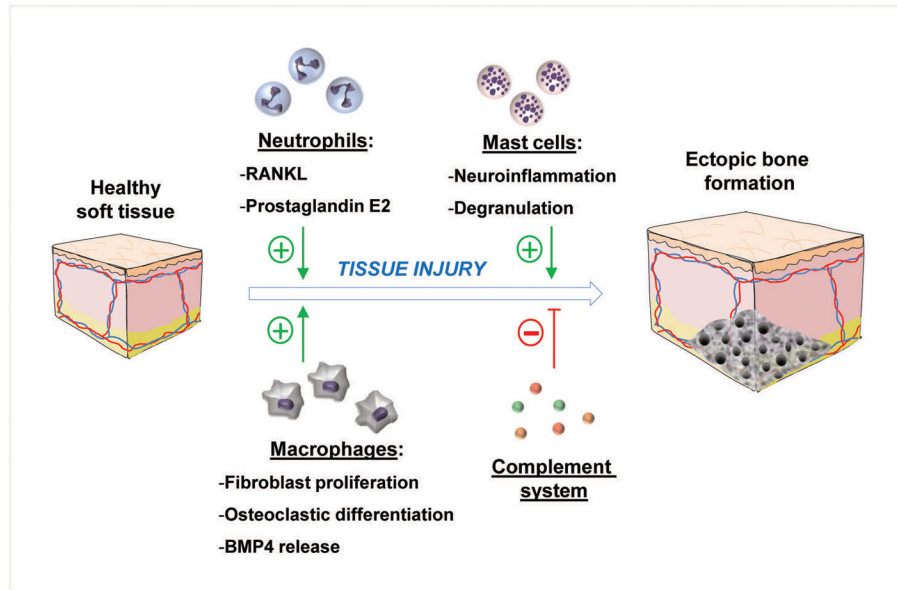 Healthy
soft tissue
Neutrophils:
-RANKL
-Prostaglandin E2
Mast cells:
-Neuroinflammation
-Degranulation
Ectopic bone
formation
+
+
TISSUE INJURY
+
−
Macrophages:
-Fibroblast proliferation
-Osteoclastic differentiation
-BMP4 release
Complement
system